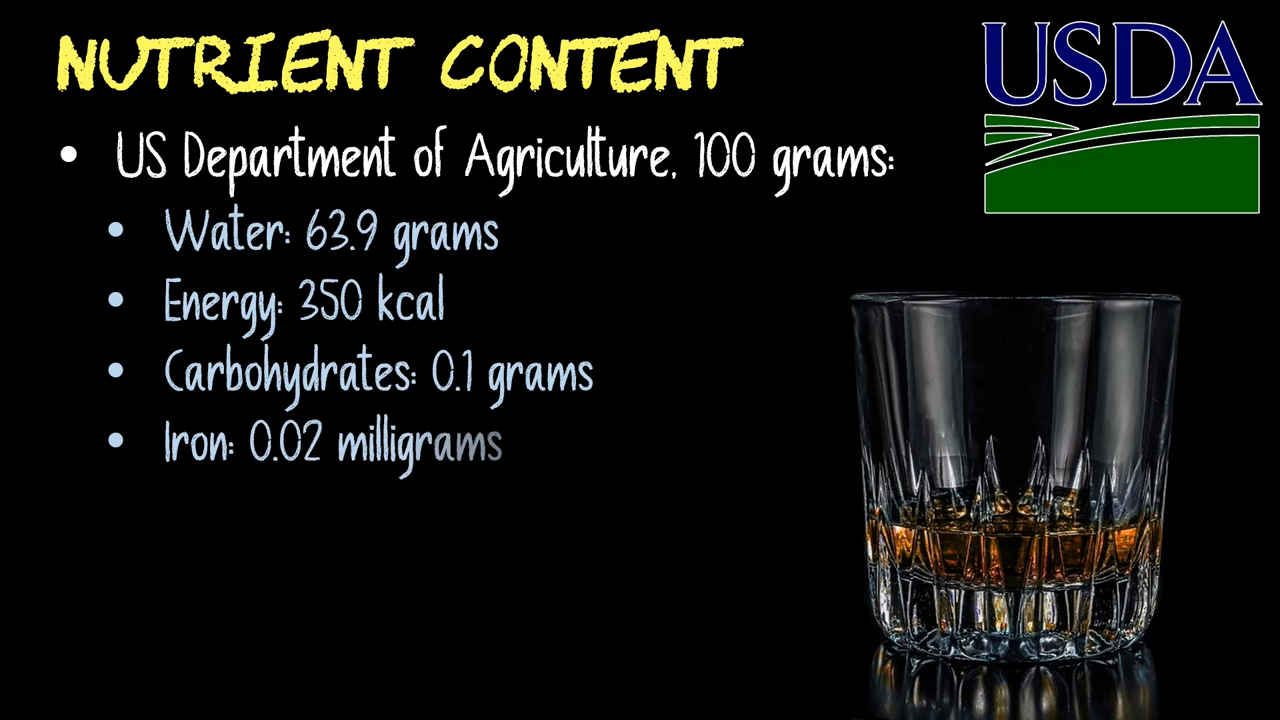 NUTRIENT CONTENT
USDA
• US Department of Agriculture, 100 grams:
• Water: 63.9 grams
• Energy: 350 kcal
• Carbohydrates: 0.1 grams
• Iron: 0.02 milligrams